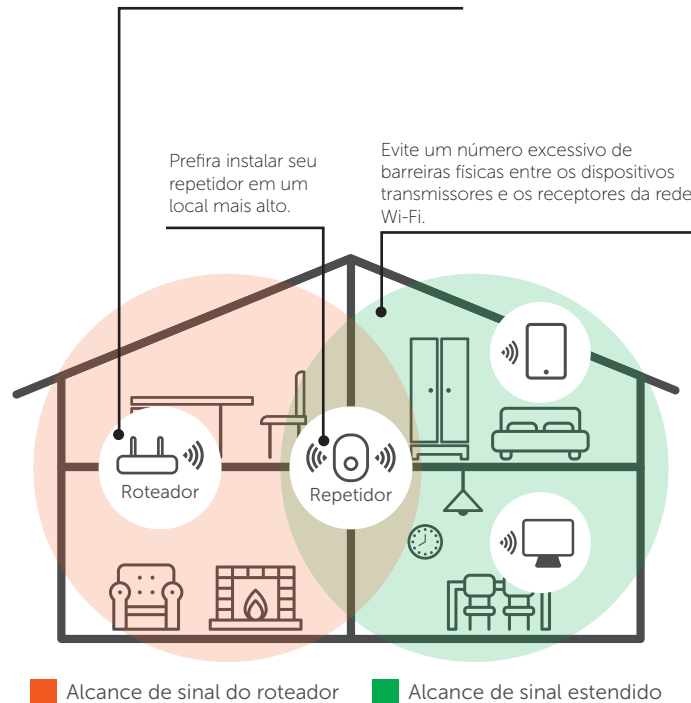 Prefira instalar seu
repetidor em um
local mais alto.
Evite um número excessivo de
barreiras físicas entre os dispositivos
transmissores e os receptores da rede
Wi-Fi.
Roteador
Repetidor
Alcance de sinal do roteador
Alcance de sinal estendido